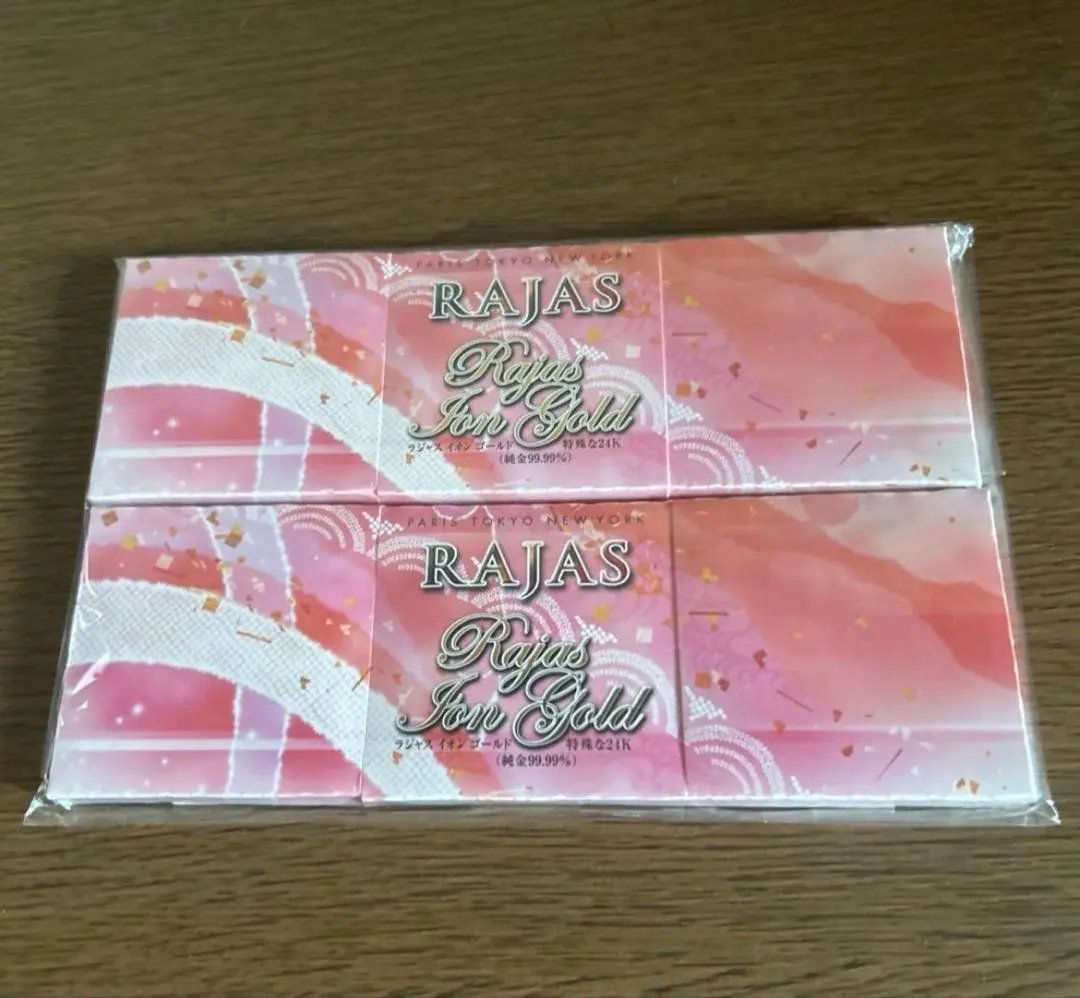 PARIS TOKYO NEW YORK
RAJAS
Rajas
Ion Gold
ラジャス イオン ゴールド 特殊な24K
(純金99.99%)
PARIS TOKYO NEW YORK
RAJAS
Rajas
Ion Gold
ラジャス イオン ゴールド 特殊な24K
(純金99.99%)